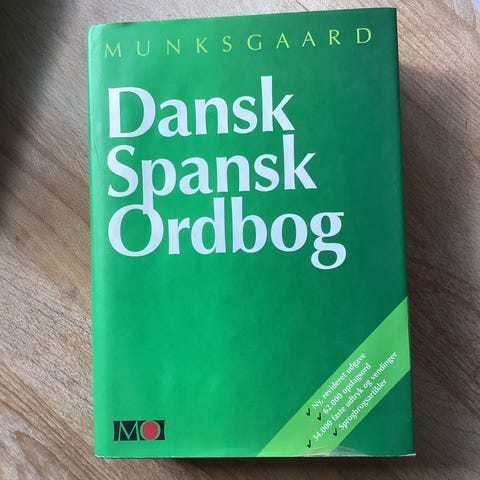 MUNKSGAARD
Dansk
Spansk
Ordbog
✓ Ny, revideret udgave
✓ 62.000 opslagsord
✓ 34.000 faste udtryk og vendinger
✓ Sprogbrugsartikler
MO